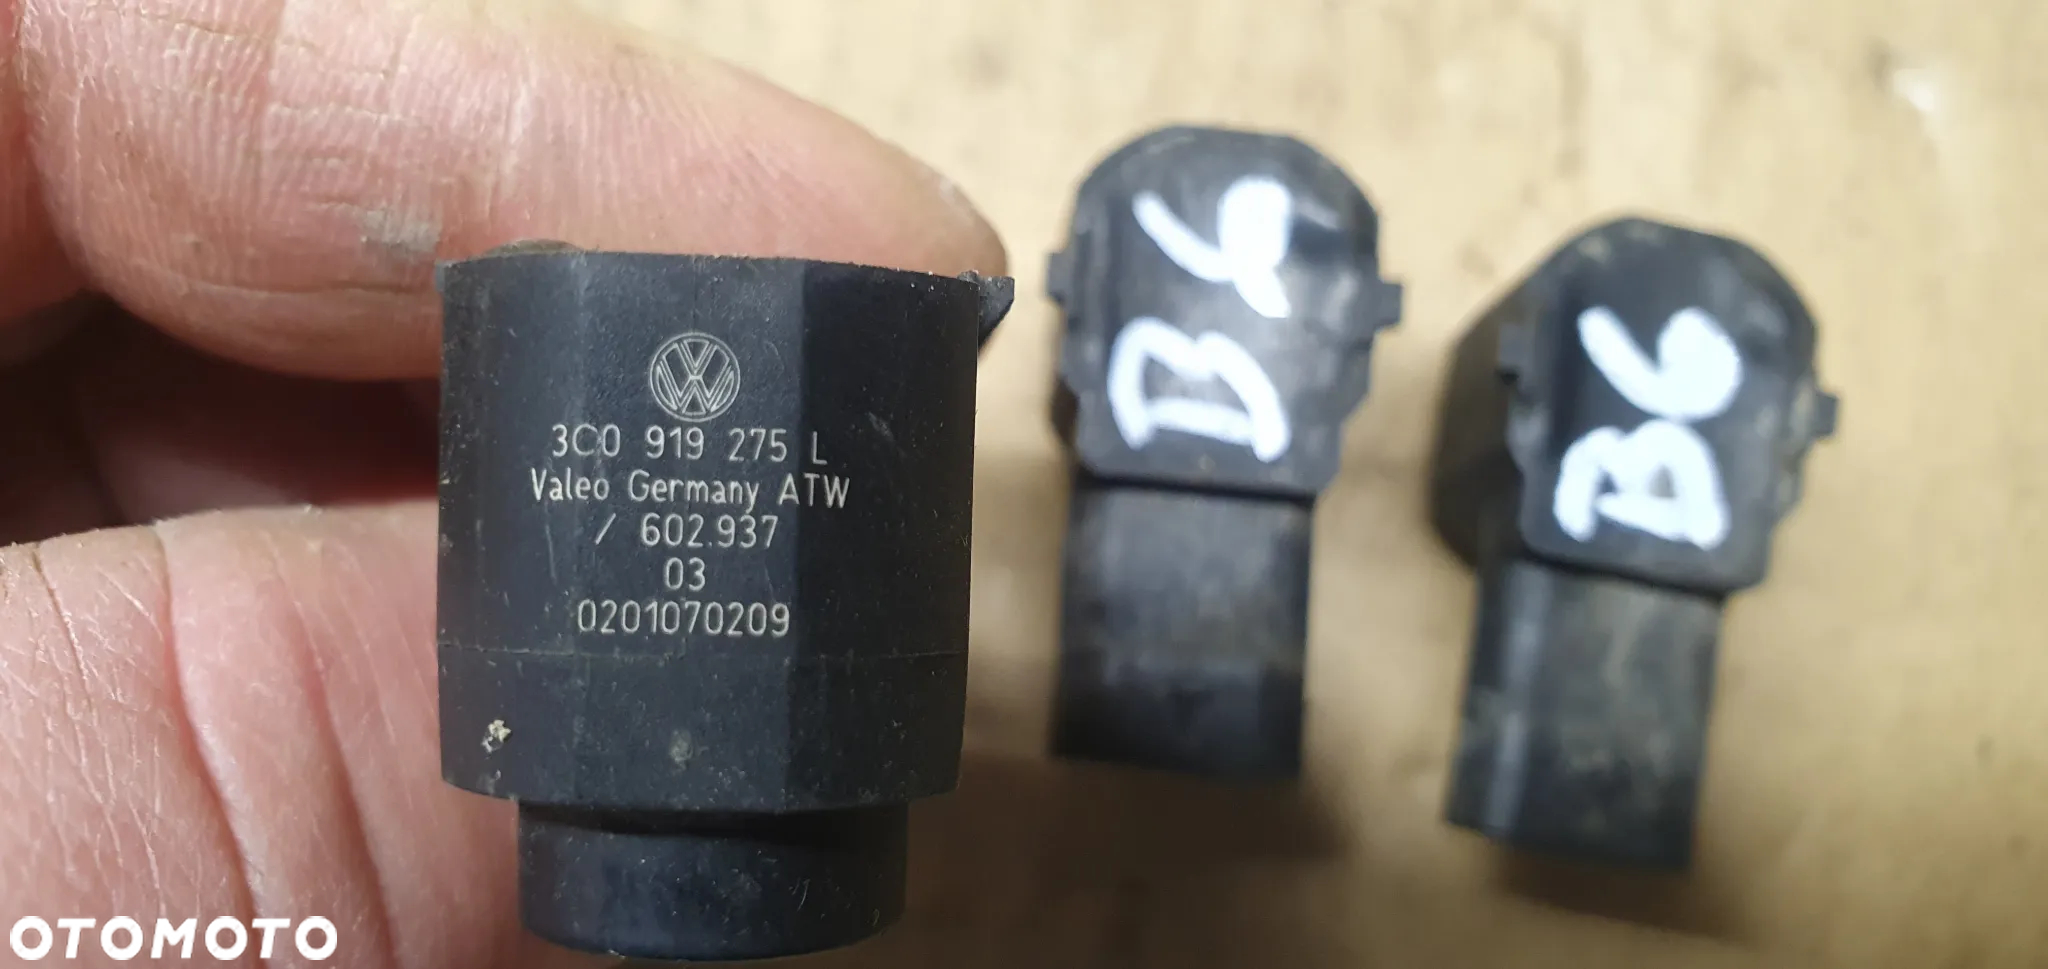 3C0 919 275 L
Valeo Germany ATW
/ 602.937
03
0201070209
B6
B6
OTOMOTO